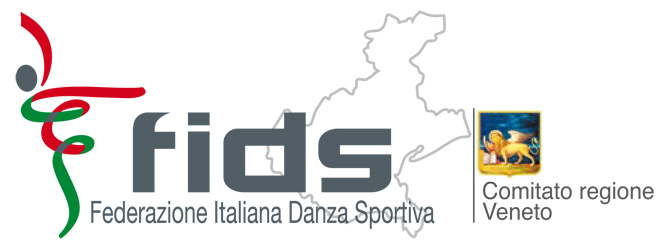 fids
Federazione Italiana Danza Sportiva
Comitato regione
Veneto